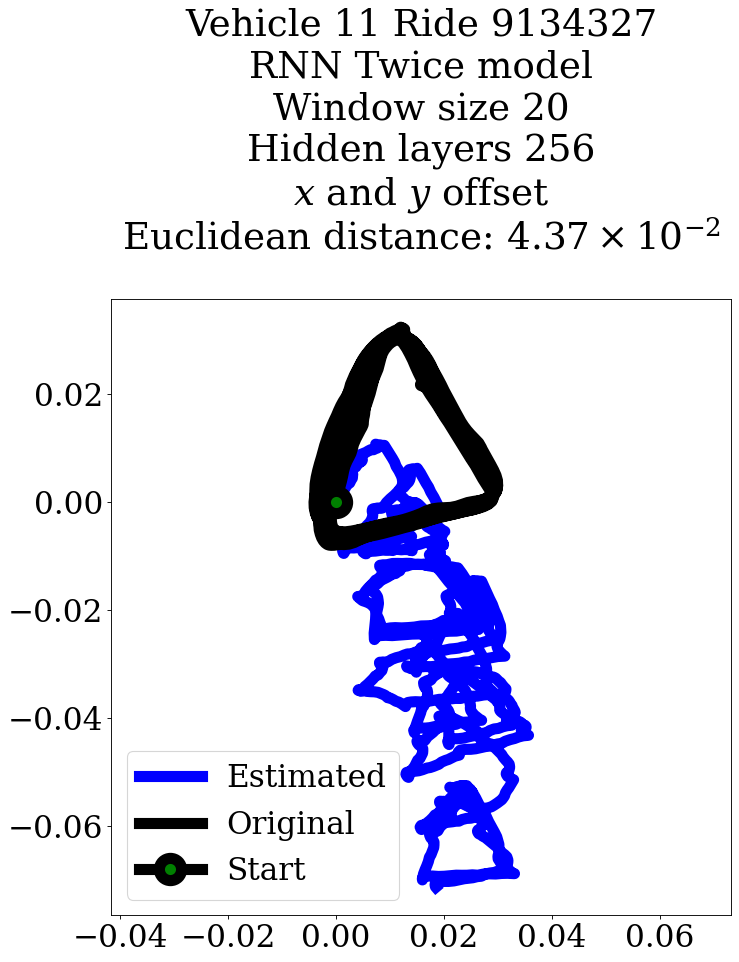 Vehicle 11 Ride 9134327
RNN Twice model
Window size 20
Hidden layers 256
x and y offset
Euclidean distance: 4.37 × 10⁻²
0.02
0.00
−0.02
−0.04
−0.06
Estimated
Original
Start
−0.04 −0.02 0.00 0.02 0.04 0.06